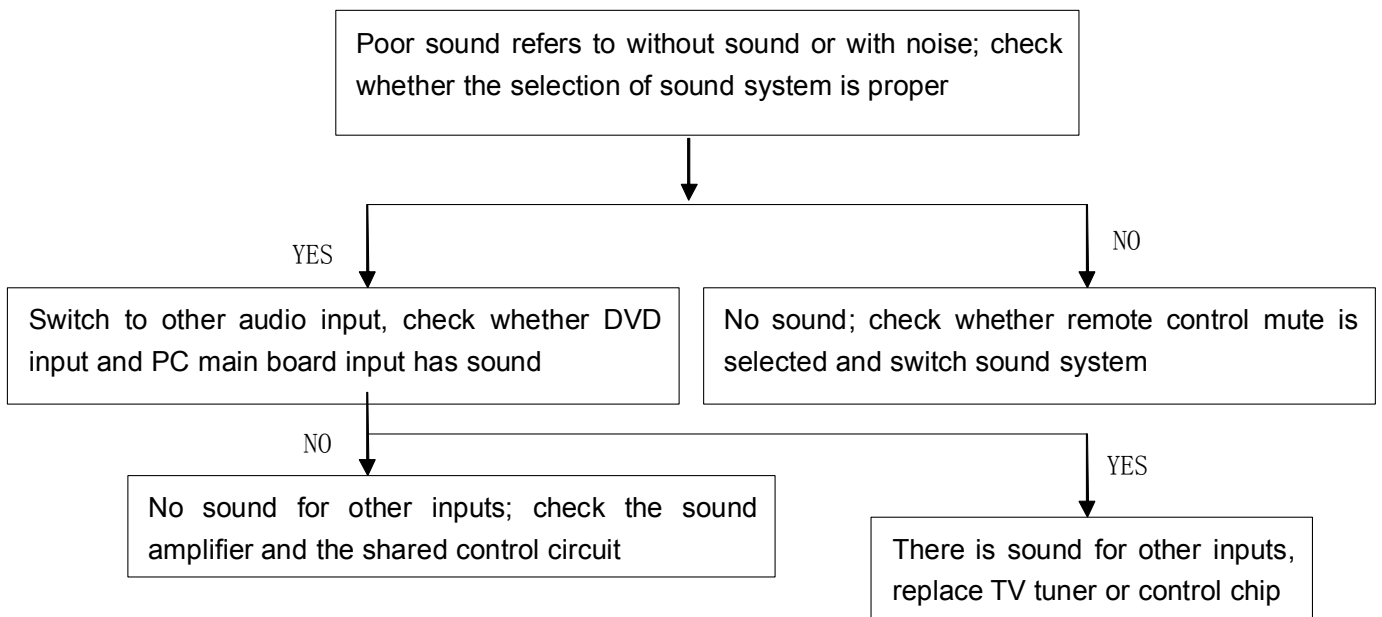 Poor sound refers to without sound or with noise; check
whether the selection of sound system is proper
YES
NO
Switch to other audio input, check whether DVD
input and PC main board input has sound
No sound; check whether remote control mute is
selected and switch sound system
NO
YES
No sound for other inputs; check the sound
amplifier and the shared control circuit
There is sound for other inputs,
replace TV tuner or control chip